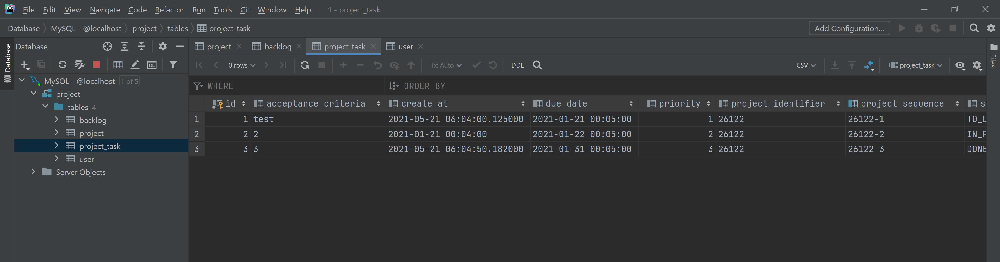 DG File Edit View Navigate Code Refactor Run Tools Git Window Help 1 - project_task
Database MySQL - @localhost project tables project_task Add Configuration...
Database
Database
project backlog project_task user
Files
QL
0 rows Tx: Auto DDL CSV project_task
MySQL - @localhost 1 of 5
project
tables 4
backlog
project
project_task
user
Server Objects
WHERE ORDER BY
id acceptance_criteria create_at due_date priority project_identifier project_sequence
1 1 test 2021-05-21 06:04:00.125000 2021-01-21 00:05:00 1 26122 26122-1 TO_D
2 2 2 2021-01-21 00:04:00 2021-01-22 00:05:00 2 26122 26122-2 IN_P
3 3 3 2021-05-21 06:04:50.182000 2021-01-31 00:05:00 3 26122 26122-3 DONE